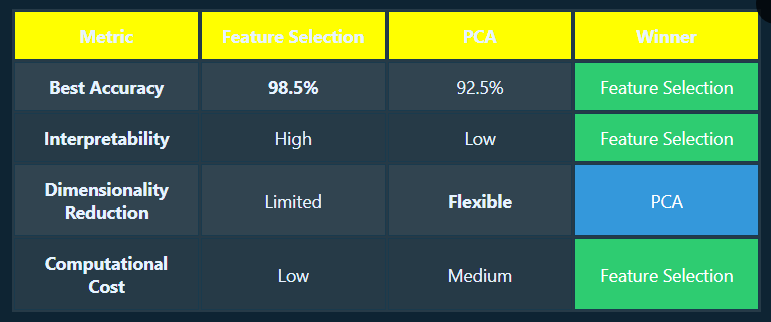 Metric Feature Selection PCA Winner
Best Accuracy 98.5% 92.5% Feature Selection
Interpretability High Low Feature Selection
Dimensionality
Reduction Limited Flexible PCA
Computational
Cost Low Medium Feature Selection